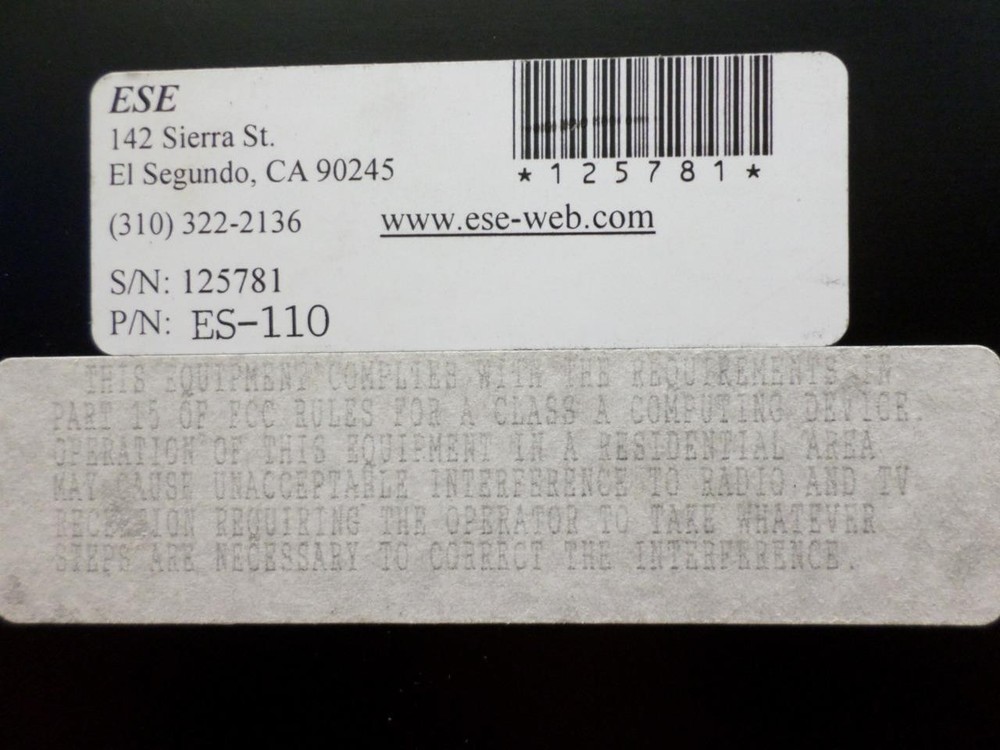 ESE
142 Sierra St.
El Segundo, CA 90245
*125781*
(310) 322-2136 www.ese-web.com
S/N: 125781
P/N: ES-110
THIS EQUIPMENT COMPLIES WITH THE REQUIREMENTS IN
PART 15 OF FCC RULES FOR A CLASS A COMPUTING DEVICE.
OPERATION OF THIS EQUIPMENT IN A RESIDENTIAL AREA
MAY CAUSE UNACCEPTABLE INTERFERENCE TO RADIO AND TV
RECEPTION REQUIRING THE OPERATOR TO TAKE WHATEVER
STEPS ARE NECESSARY TO CORRECT THE INTERFERENCE.